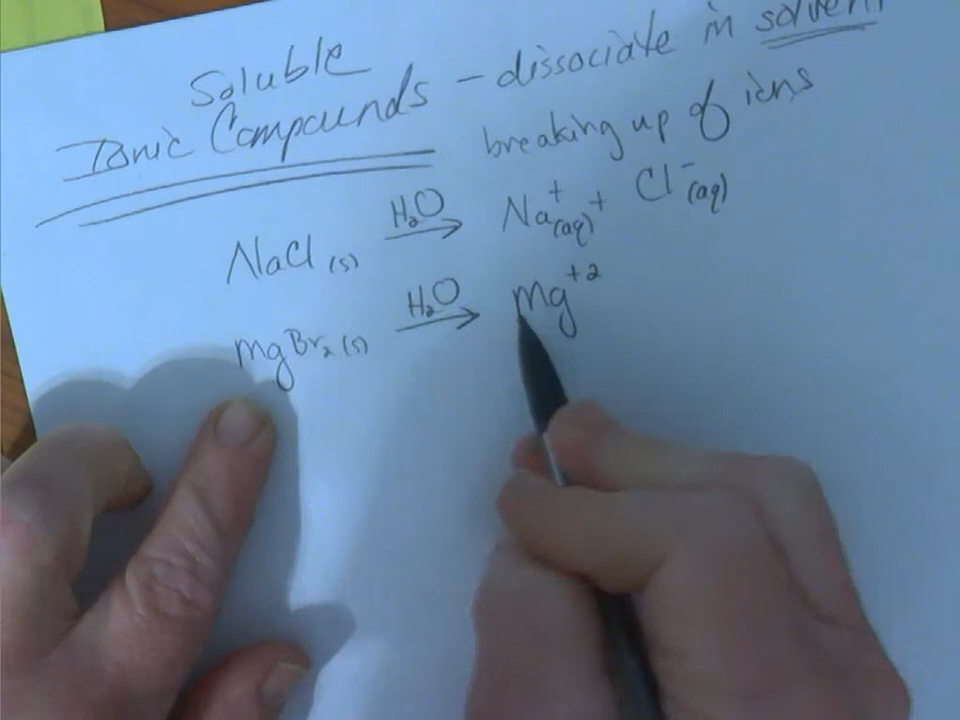 Soluble
Ionic Compounds – dissociate in solvent
breaking up of ions
NaCl (s) H₂O → Na⁺(aq) + Cl⁻(aq)
MgBr₂ (s) H₂O → Mg⁺²